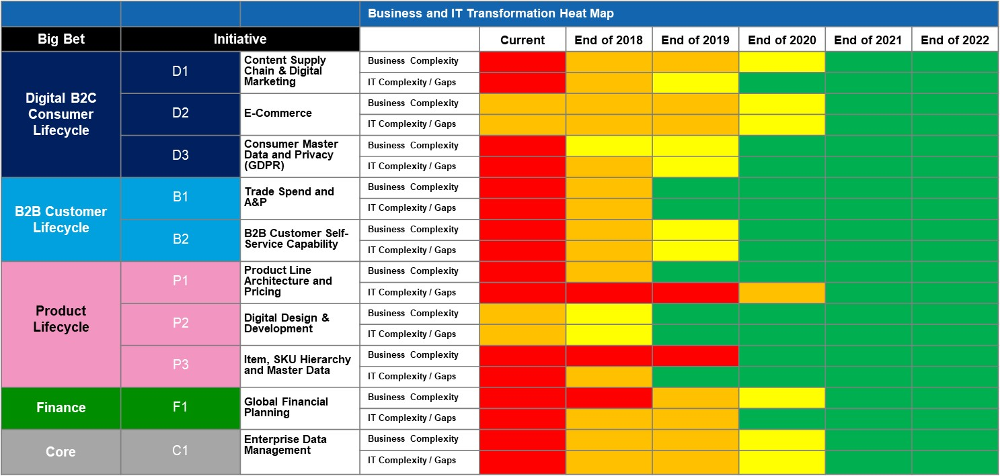 Business and IT Transformation Heat Map
Big Bet Initiative Current End of 2018 End of 2019 End of 2020 End of 2021 End of 2022
Digital B2C
Consumer
Lifecycle
D1
Content Supply
Chain & Digital
Marketing
Business Complexity
IT Complexity / Gaps
D2
E-Commerce
Business Complexity
IT Complexity / Gaps
D3
Consumer Master
Data and Privacy
(GDPR)
Business Complexity
IT Complexity / Gaps
B2B Customer
Lifecycle
B1
Trade Spend and
A&P
Business Complexity
IT Complexity / Gaps
B2
B2B Customer Self-
Service Capability
Business Complexity
IT Complexity / Gaps
Product
Lifecycle
P1
Product Line
Architecture and
Pricing
Business Complexity
IT Complexity / Gaps
P2
Digital Design &
Development
Business Complexity
IT Complexity / Gaps
P3
Item, SKU Hierarchy
and Master Data
Business Complexity
IT Complexity / Gaps
Finance
F1
Global Financial
Planning
Business Complexity
IT Complexity / Gaps
Core
C1
Enterprise Data
Management
Business Complexity
IT Complexity / Gaps